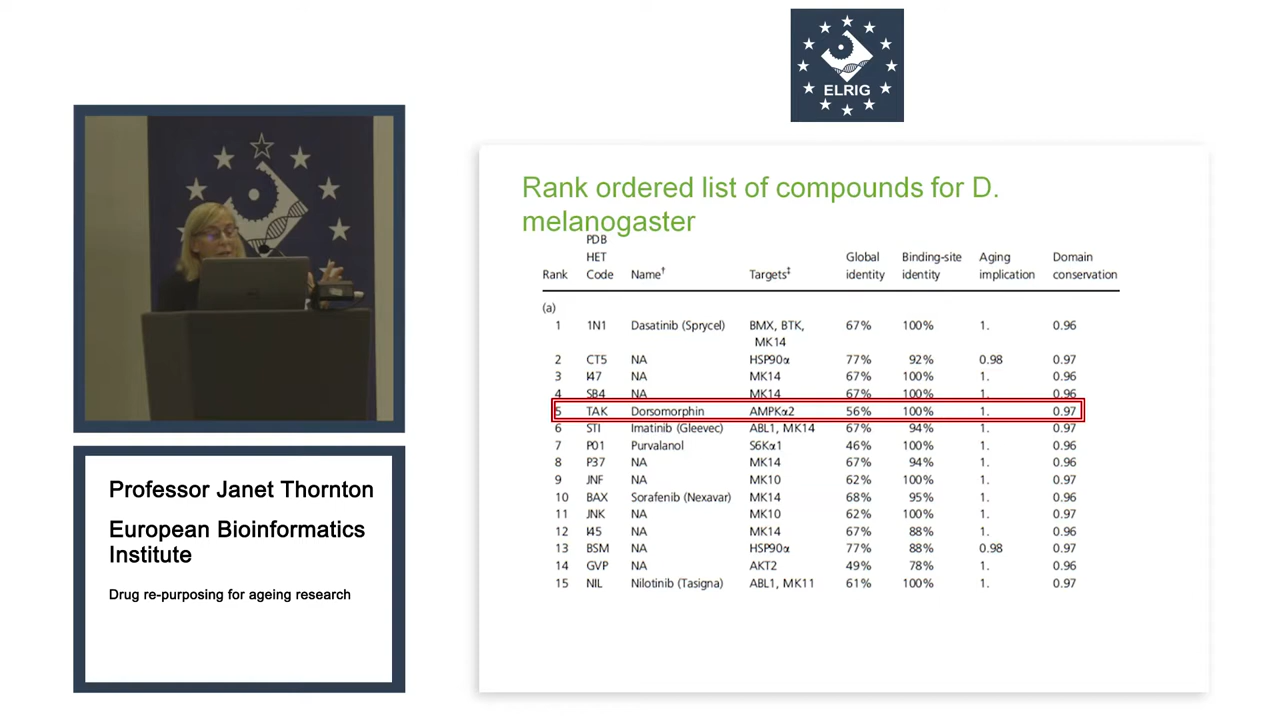 ELRIG
Rank ordered list of compounds for D.
melanogaster
PDB
HET Global Binding-site Aging Domain
Rank Code Name† Targets‡ identity identity implication conservation
(a)
1 1N1 Dasatinib (Sprycel) BMX, BTK, 67% 100% 1. 0.96
MK14
2 CT5 NA HSP90α 77% 92% 0.98 0.97
3 I47 NA MK14 67% 100% 1. 0.96
4 SB4 NA MK14 67% 100% 1. 0.96
5 TAK Dorsomorphin AMPKα2 56% 100% 1. 0.97
6 STI Imatinib (Gleevec) ABL1, MK14 67% 94% 1. 0.97
7 P01 Purvalanol S6Kα1 46% 100% 1. 0.96
8 P37 NA MK14 67% 94% 1. 0.96
9 JNF NA MK10 62% 100% 1. 0.97
10 BAX Sorafenib (Nexavar) MK14 68% 95% 1. 0.96
11 JNK NA MK10 62% 100% 1. 0.97
12 I45 NA MK14 67% 88% 1. 0.96
13 BSM NA HSP90α 77% 88% 0.98 0.97
14 GVP NA AKT2 49% 78% 1. 0.96
15 NIL Nilotinib (Tasigna) ABL1, MK11 61% 100% 1. 0.97
Professor Janet Thornton
European Bioinformatics
Institute
Drug re-purposing for ageing research